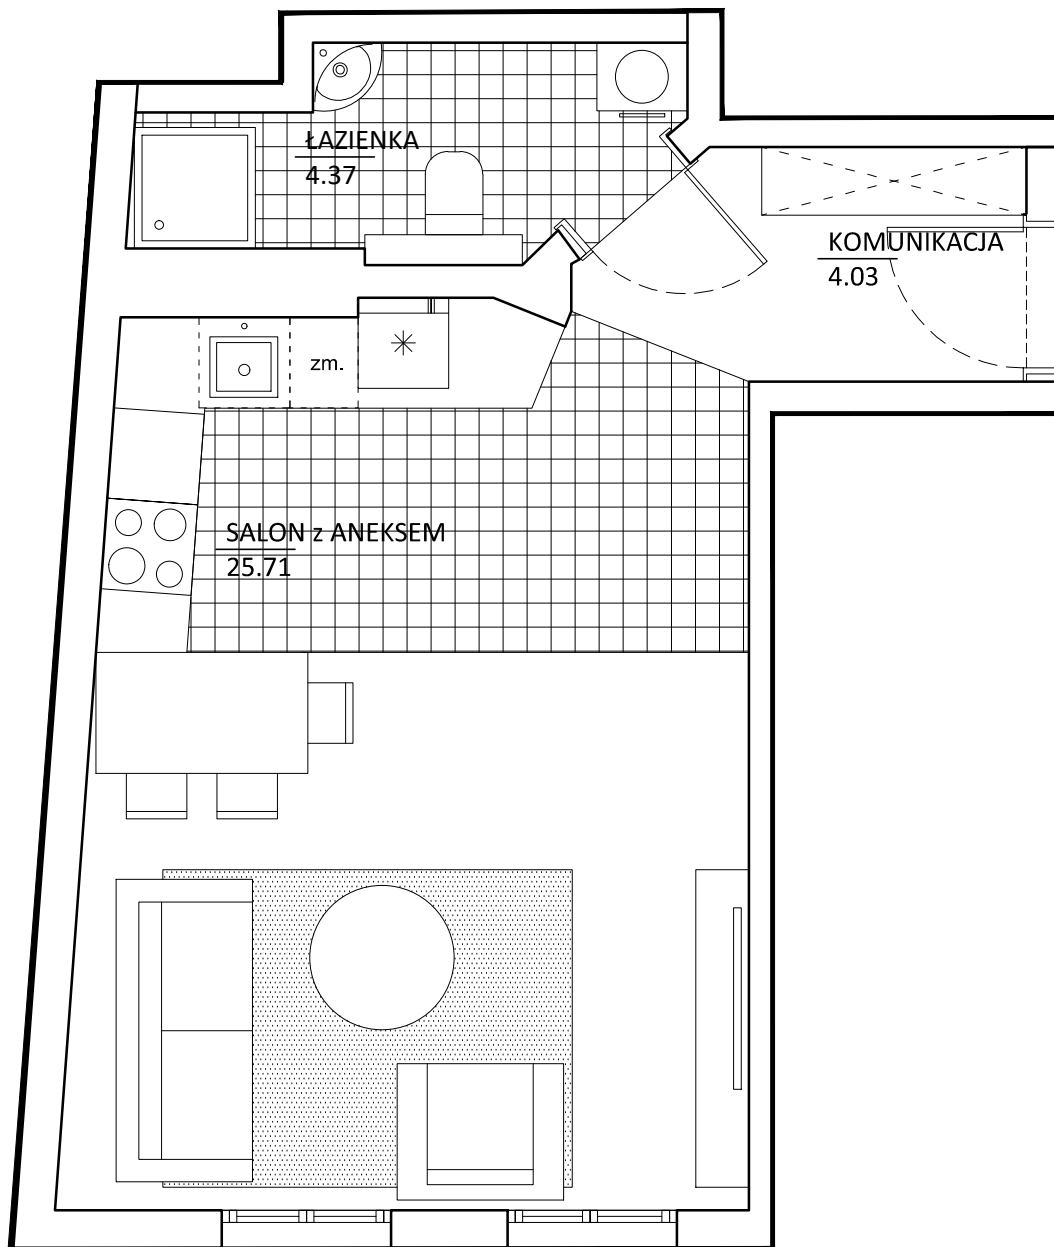 ŁAZIENKA
4.37
KOMUNIKACJA
4.03
zm.
SALON z ANEKSEM
25.71